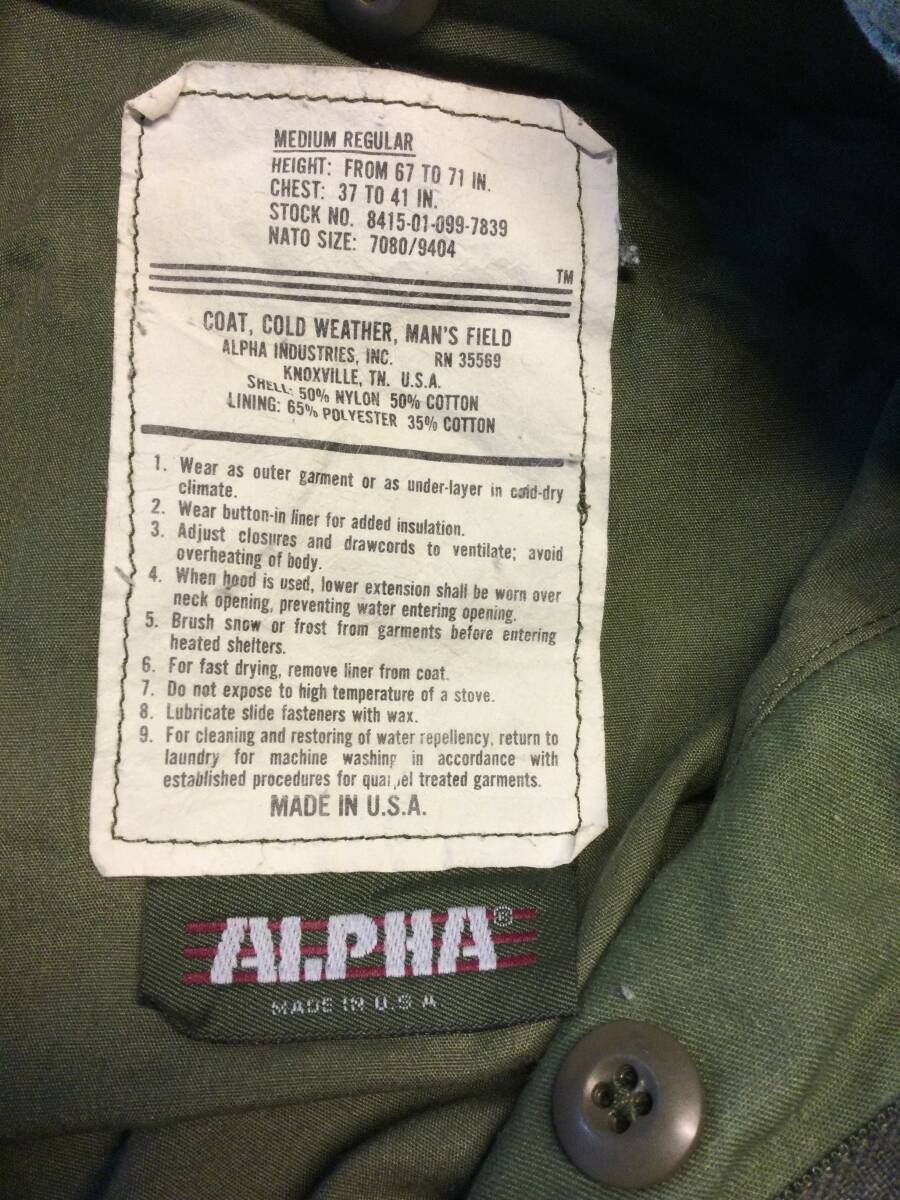 MEDIUM REGULAR
HEIGHT: FROM 67 TO 71 IN.
CHEST: 37 TO 41 IN.
STOCK NO. 8415-01-099-7839
NATO SIZE: 7080/9404
TM
COAT, COLD WEATHER, MAN'S FIELD
ALPHA INDUSTRIES, INC. RN 35569
KNOXVILLE, TN. U.S.A.
SHELL: 50% NYLON 50% COTTON
LINING: 65% POLYESTER 35% COTTON
1. Wear as outer garment or as under-layer in cold-dry
climate.
2. Wear button-in liner for added insulation.
3. Adjust closures and drawcords to ventilate; avoid
overheating of body.
4. When hood is used, lower extension shall be worn over
neck opening, preventing water entering opening.
5. Brush snow or frost from garments before entering
heated shelters.
6. For fast drying, remove liner from coat.
7. Do not expose to high temperature of a stove.
8. Lubricate slide fasteners with wax.
9. For cleaning and restoring of water repellency, return to
laundry for machine washing in accordance with
established procedures for quarpel treated garments.
MADE IN U.S.A.
ALPHA®
MADE IN U.S.A